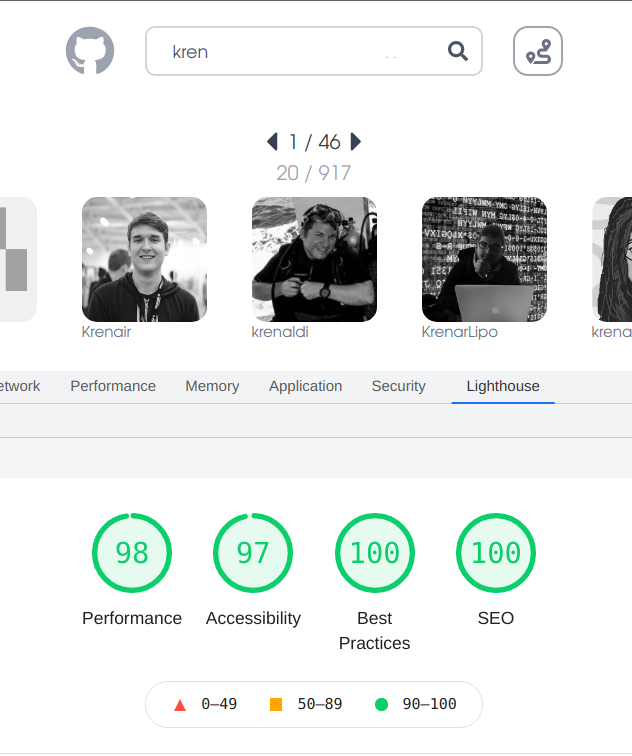 kren
1 / 46
20 / 917
Krenair
krenaldi
KrenarLipo
krena
etwork Performance Memory Application Security Lighthouse
98 97 100 100
Performance Accessibility Best Practices SEO
0–49 50–89 90–100